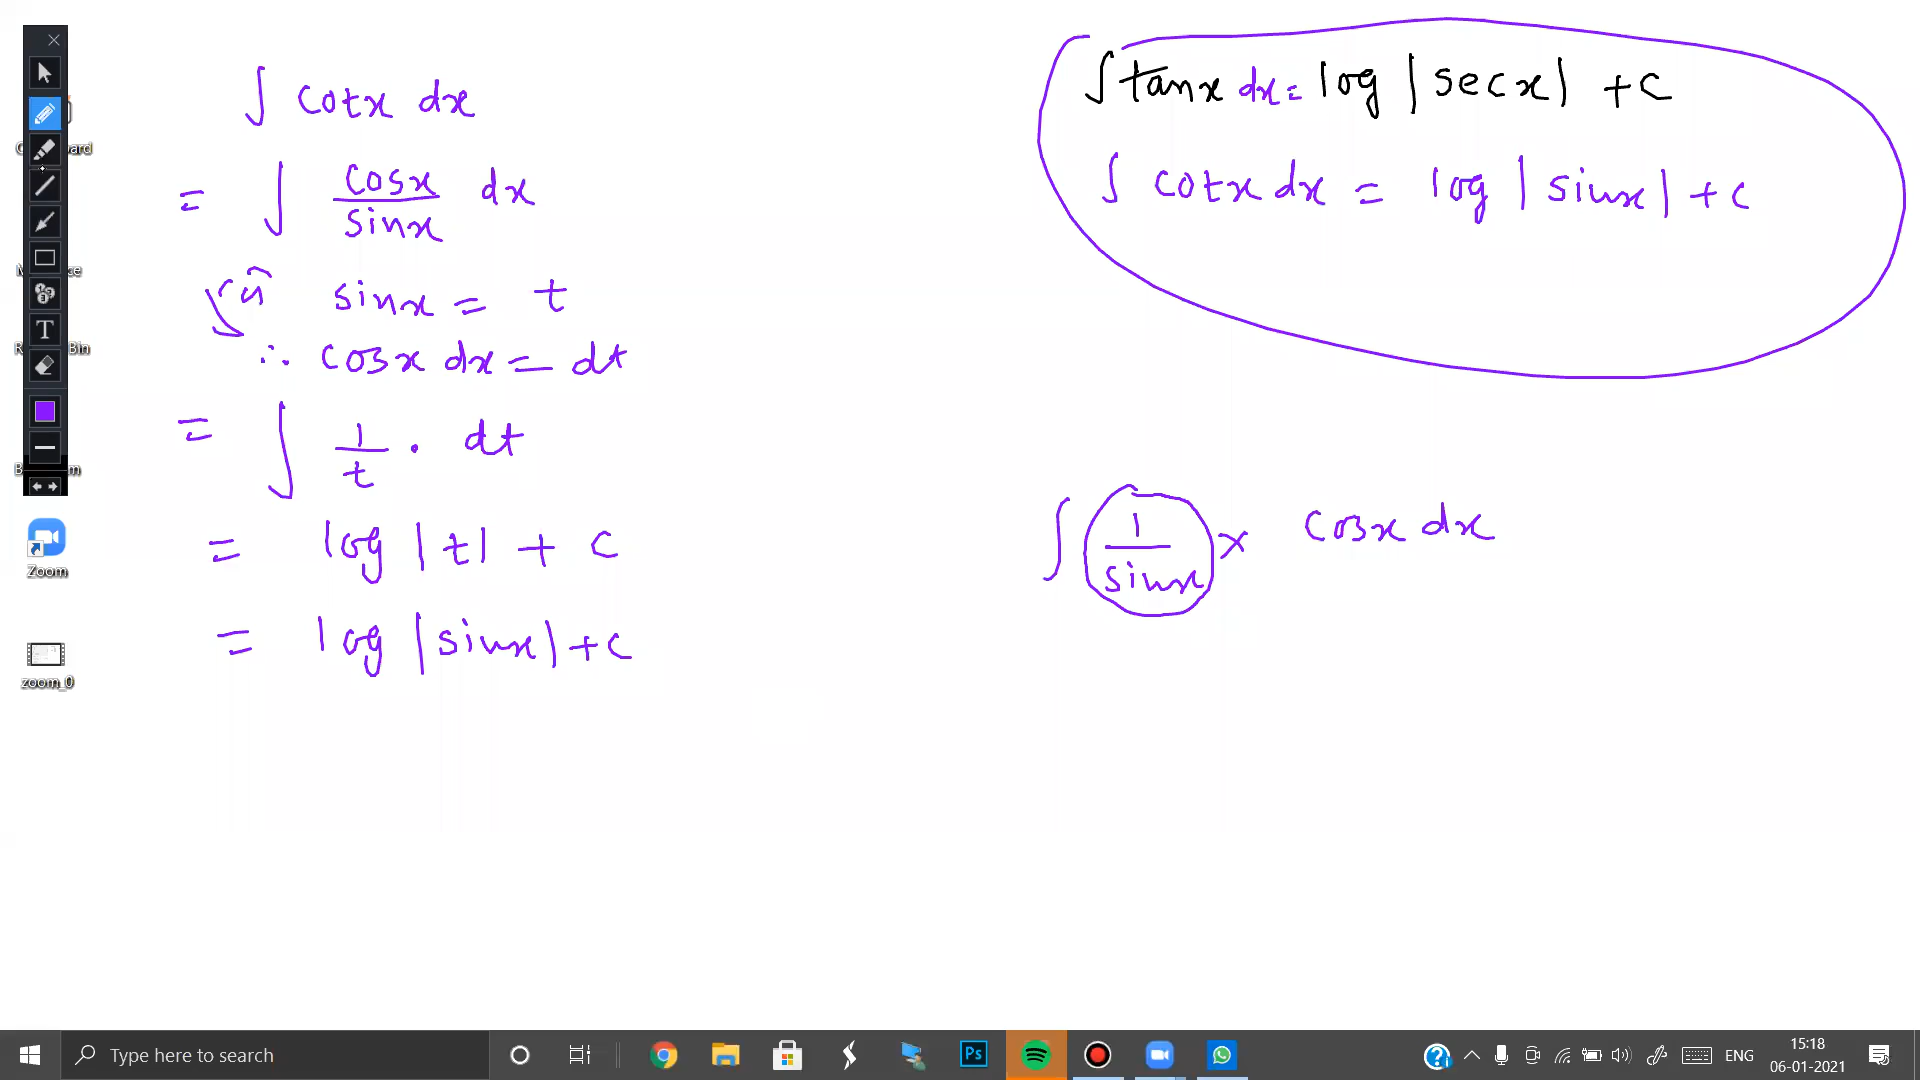 ∫ cotx dx
= ∫ cosx/sinx dx
sinx = t
∴ cosx dx = dt
= ∫ 1/t · dt
= log |t| + c
= log |sinx| + c
∫ tanx dx = log |secx| + c
∫ cotx dx = log |sinx| + c
∫ 1/sinx × cosx dx
Zoom
zoom_0
Type here to search
Ps
ENG
15:18
06-01-2021